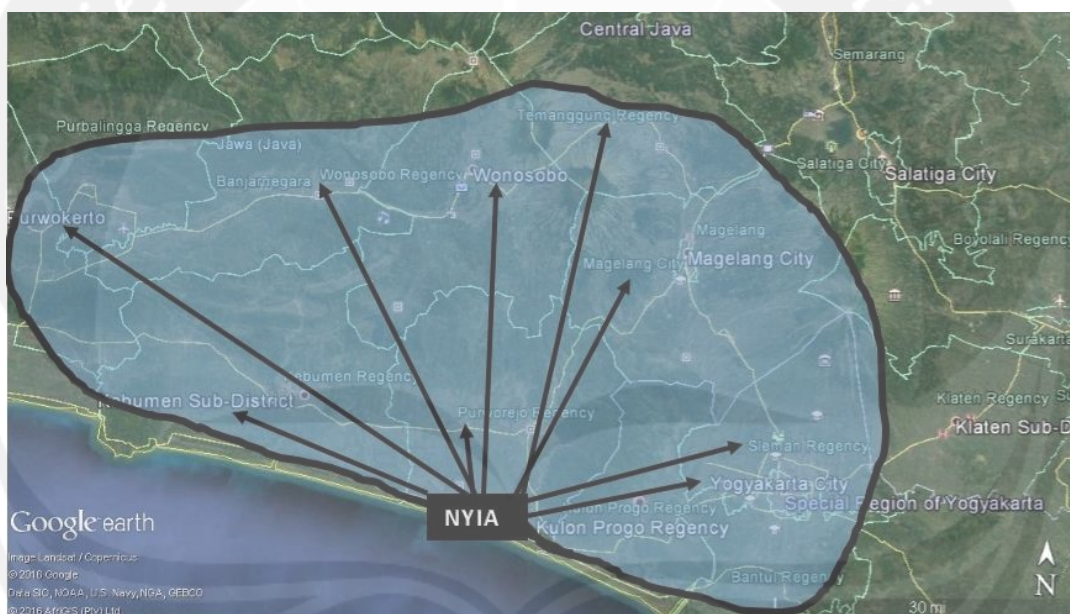 Central Java
Semarang
Temanggung Regency
Purbalingga Regency
Jawa (Java)
Salatiga City
Salatiga City
Banjarnegara
Wonosobo Regency
Wonosobo
Purwokerto
Magelang
Boyolali Regency
Magelang City
Magelang City
Surakarta
Kebumen Regency
Kebumen Sub-District
Purworejo Regency
Klaten Regency
Klaten Sub-D
Sleman Regency
Yogyakarta City
Special Region of Yogyakarta
NYIA
Kulon Progo Regency
Kulon Progo Regency
Google earth
Image Landsat / Copernicus
© 2016 Google
Data SIO, NOAA, U.S. Navy, NGA, GEBCO
© 2016 AfriGIS (Pty) Ltd.
Bantul Regency
N
30 mi